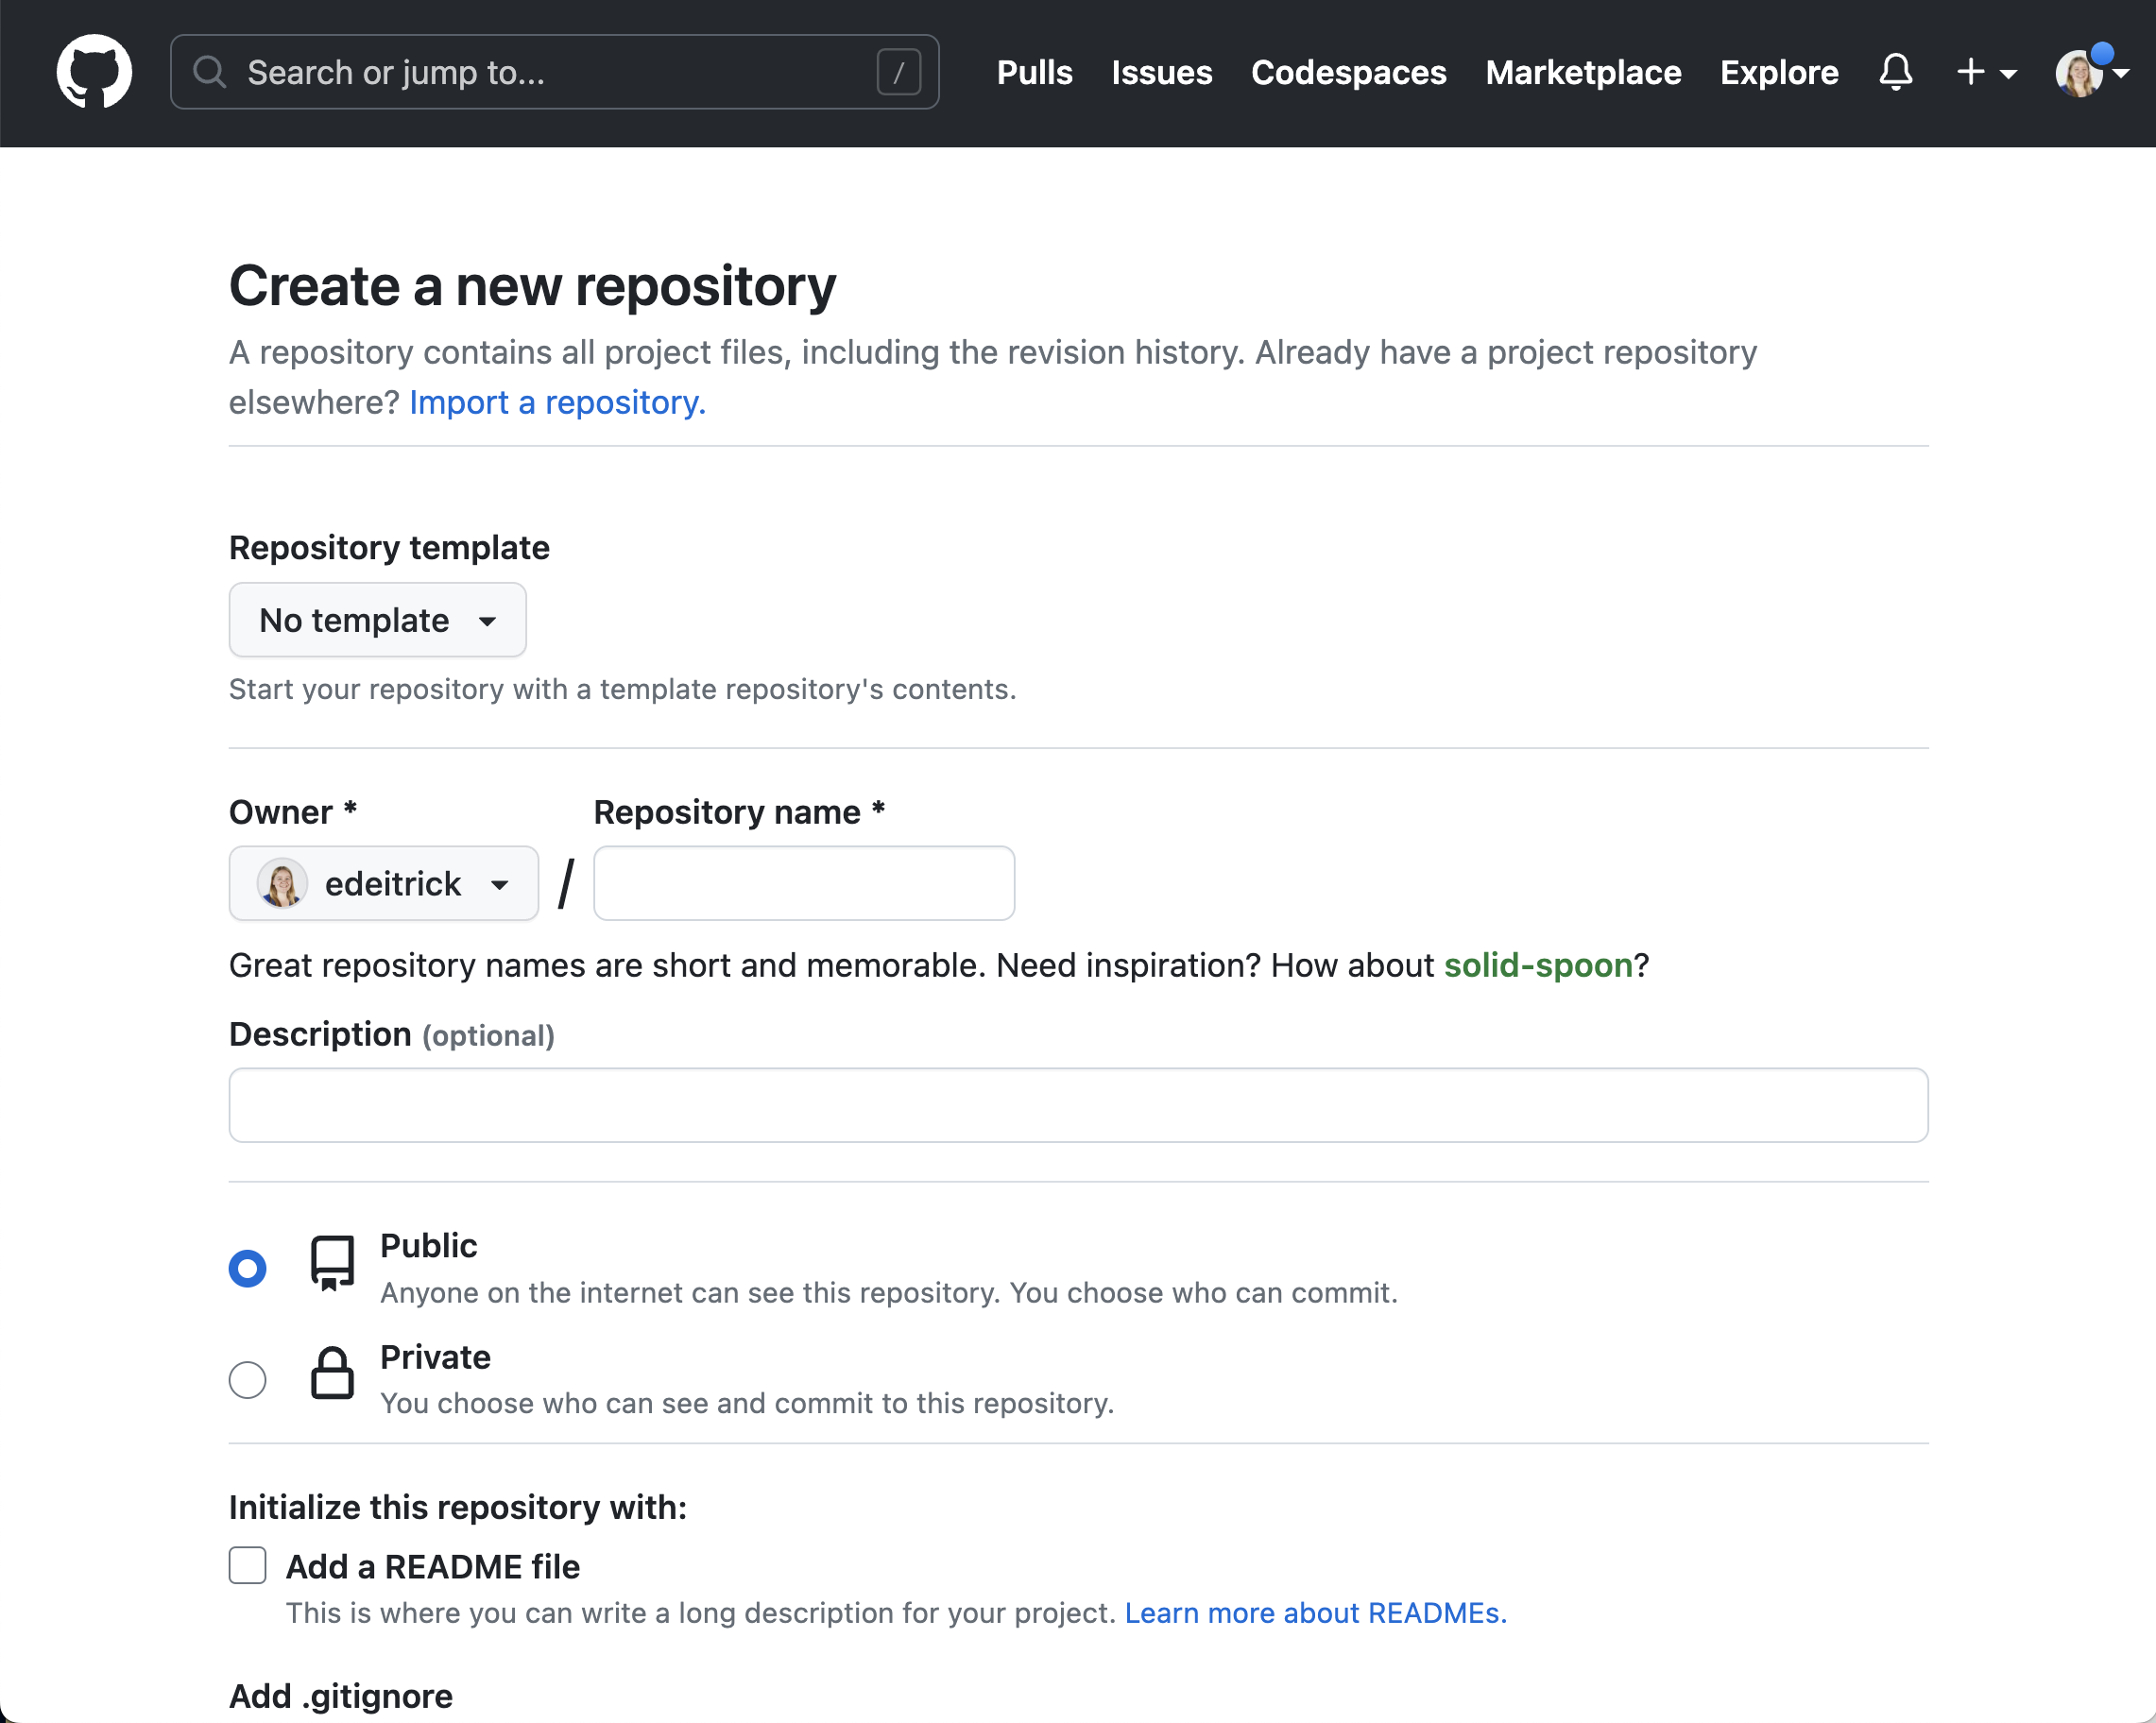 Search or jump to... /
Pulls Issues Codespaces Marketplace Explore
Create a new repository
A repository contains all project files, including the revision history. Already have a project repository
elsewhere? Import a repository.
Repository template
No template
Start your repository with a template repository's contents.
Owner * Repository name *
edeitrick /
Great repository names are short and memorable. Need inspiration? How about solid-spoon?
Description (optional)
Public
Anyone on the internet can see this repository. You choose who can commit.
Private
You choose who can see and commit to this repository.
Initialize this repository with:
Add a README file
This is where you can write a long description for your project. Learn more about READMEs.
Add .gitignore